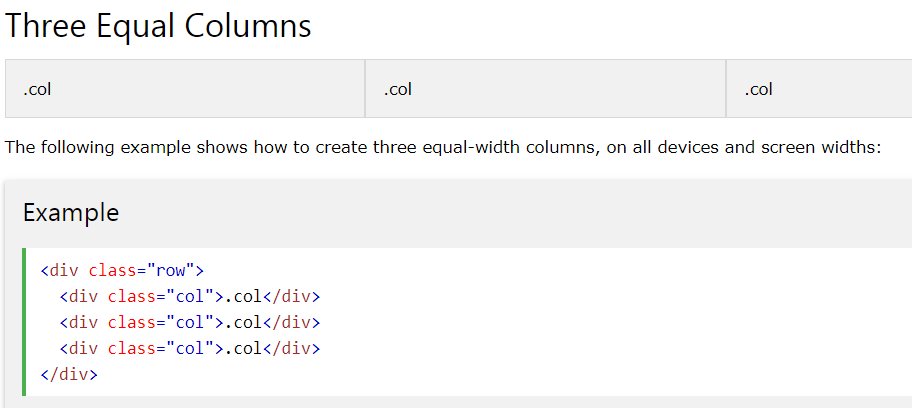 Three Equal Columns
.col .col .col
The following example shows how to create three equal-width columns, on all devices and screen widths:
Example
<div class="row">
  <div class="col">.col</div>
  <div class="col">.col</div>
  <div class="col">.col</div>
</div>